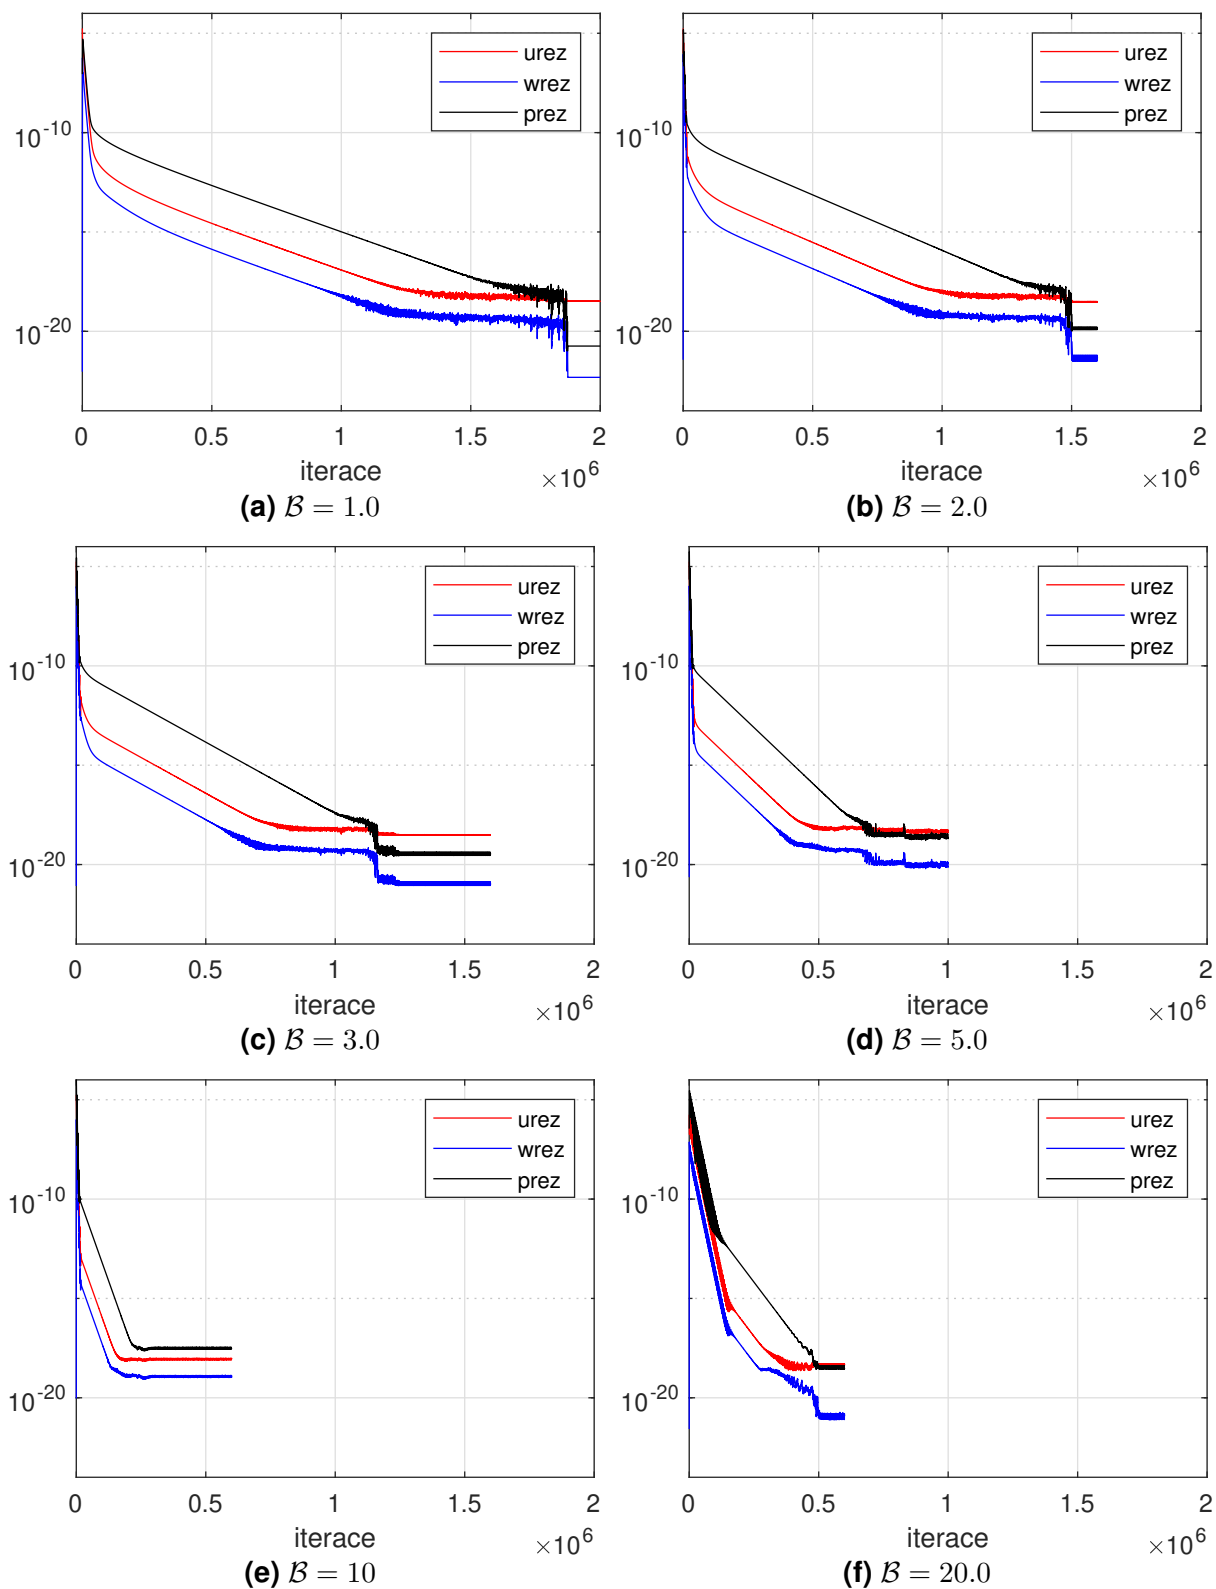 urez
wrez
prez
10^-10
10^-20
0 0.5 1 1.5 2
iterace
×10^6
(a) ℬ = 1.0
urez
wrez
prez
10^-10
10^-20
0 0.5 1 1.5 2
iterace
×10^6
(b) ℬ = 2.0
urez
wrez
prez
10^-10
10^-20
0 0.5 1 1.5 2
iterace
×10^6
(c) ℬ = 3.0
urez
wrez
prez
10^-10
10^-20
0 0.5 1 1.5 2
iterace
×10^6
(d) ℬ = 5.0
urez
wrez
prez
10^-10
10^-20
0 0.5 1 1.5 2
iterace
×10^6
(e) ℬ = 10
urez
wrez
prez
10^-10
10^-20
0 0.5 1 1.5 2
iterace
×10^6
(f) ℬ = 20.0